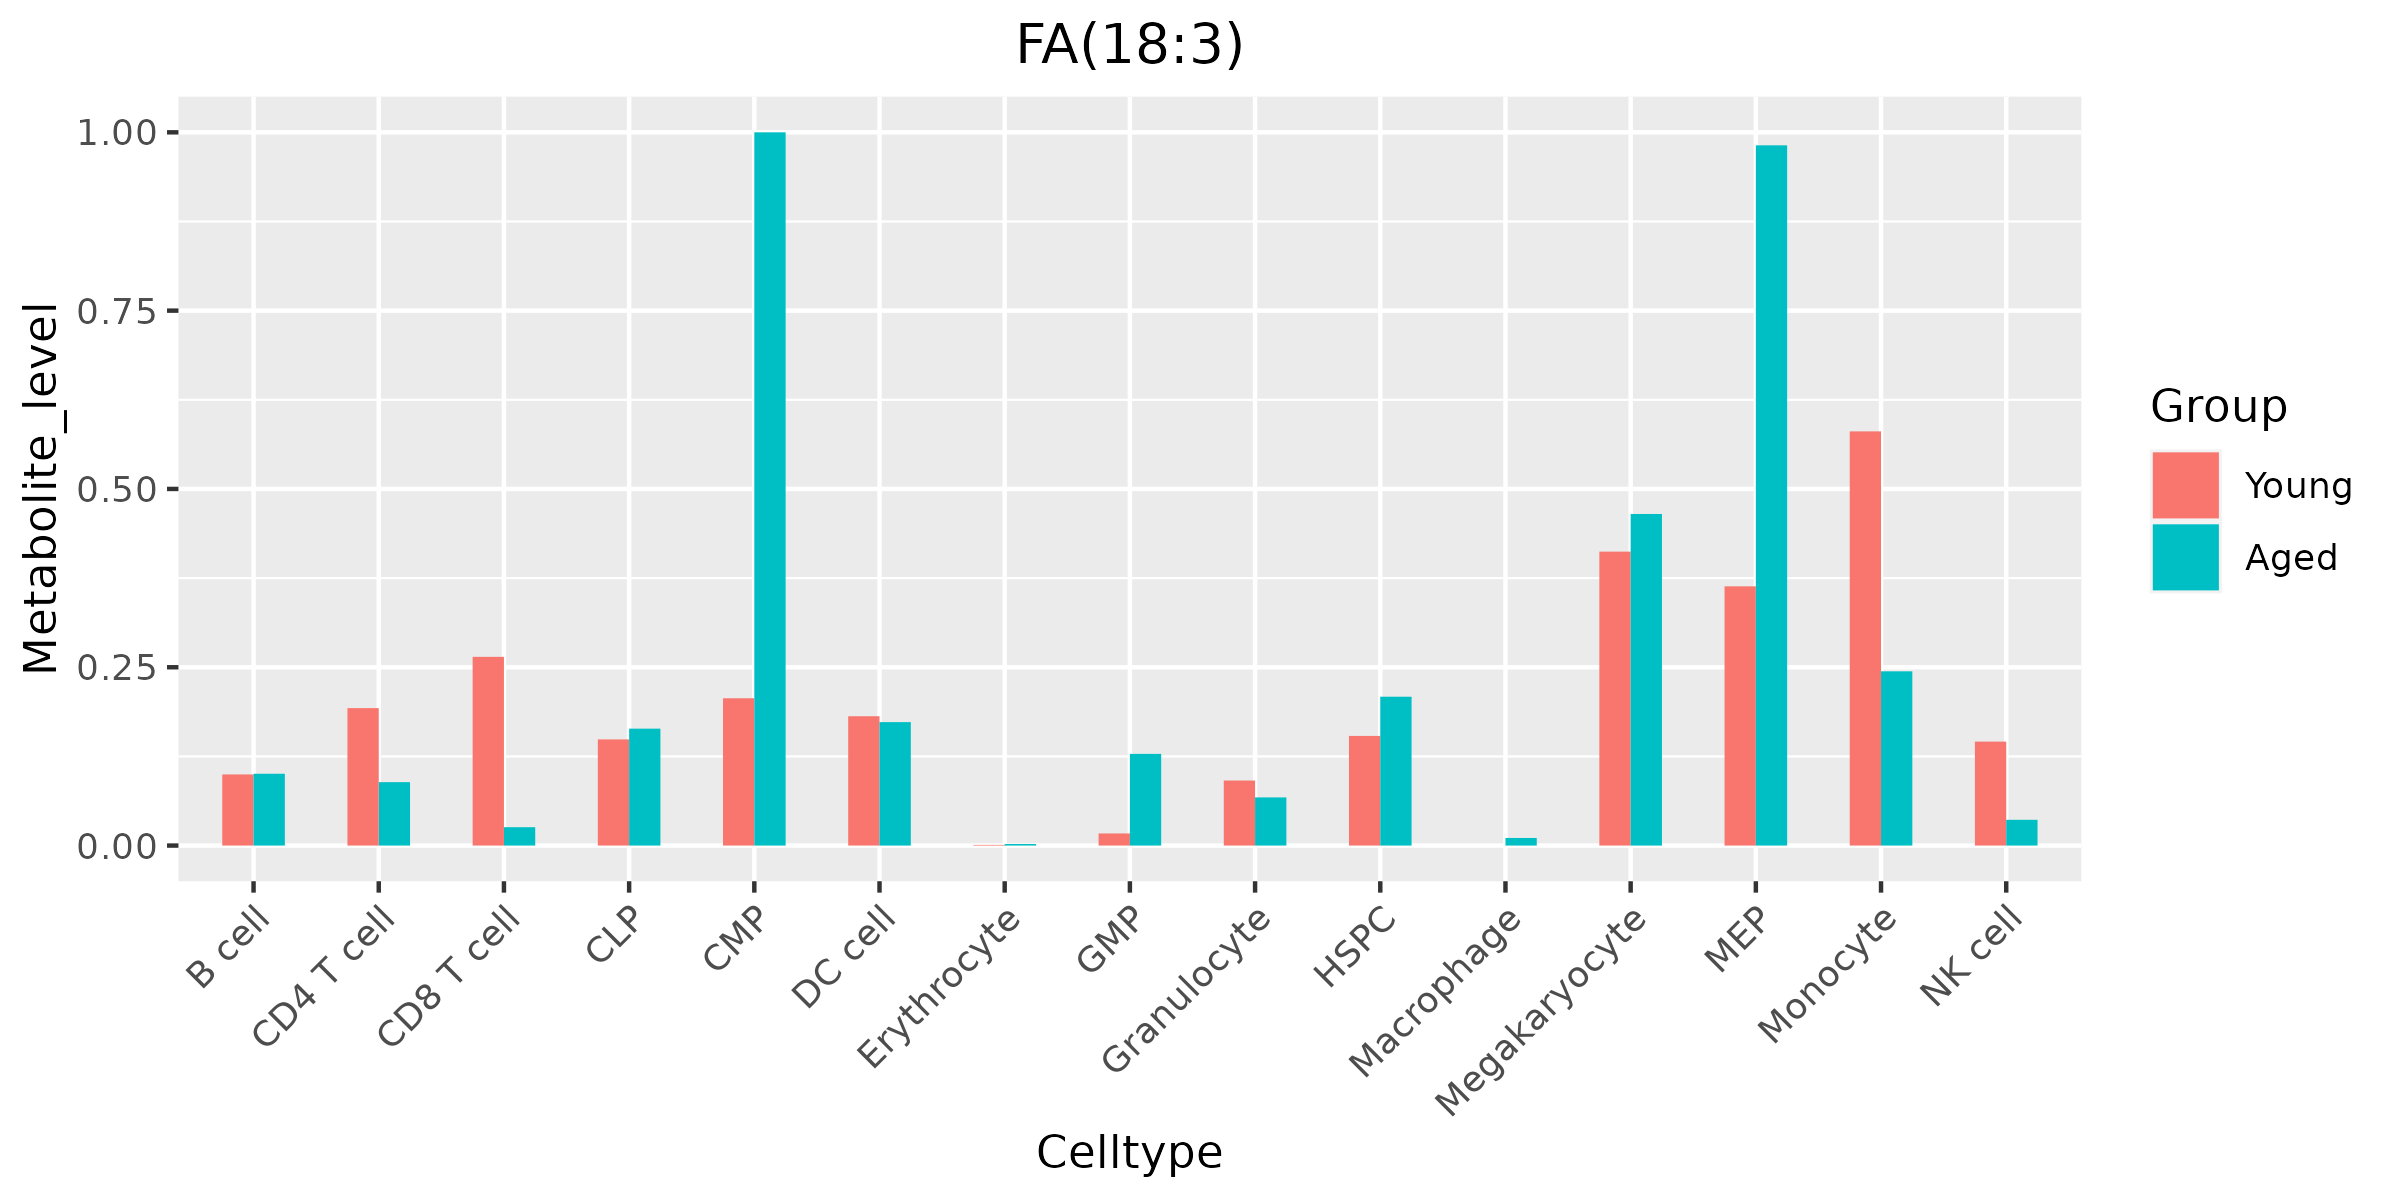 FA(18:3)
Metabolite_level
1.00
0.75
0.50
0.25
0.00
B cell
CD4 T cell
CD8 T cell
CLP
CMP
DC cell
Erythrocyte
GMP
Granulocyte
HSPC
Macrophage
Megakaryocyte
MEP
Monocyte
NK cell
Celltype
Group
Young
Aged